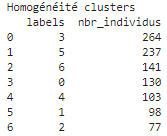 Homogénéité clusters
labels nbr_individus
0 3 264
1 5 237
2 6 141
3 0 130
4 4 103
5 1 98
6 2 77